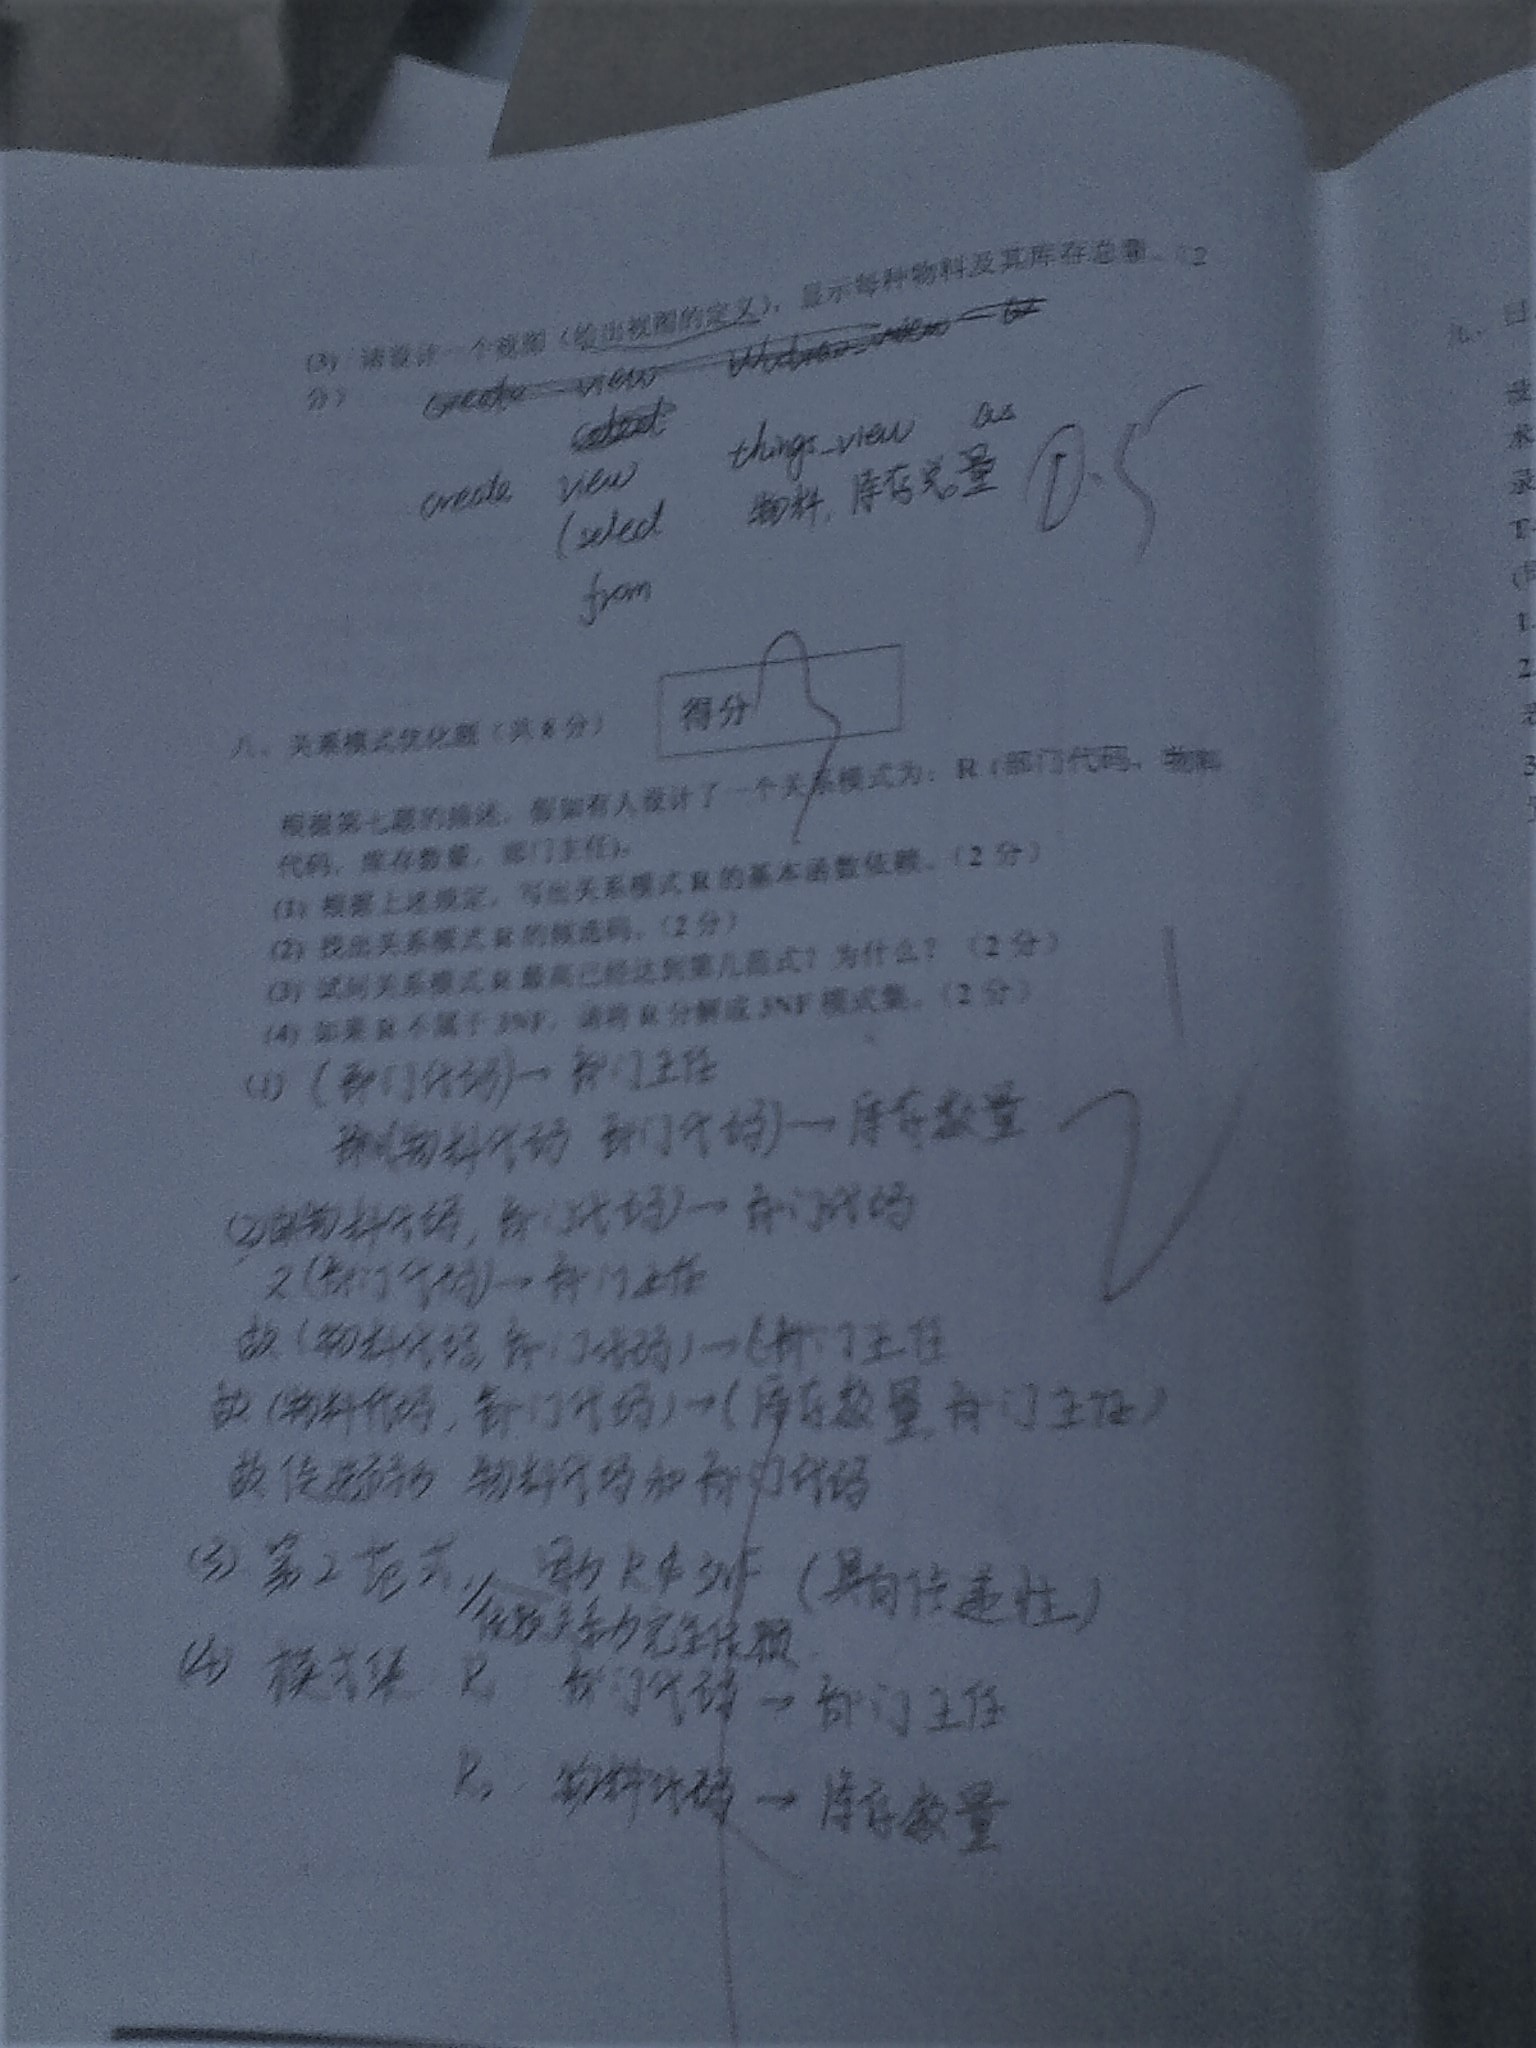 (3) 请设计一个视图(给出视图的定义),显示每种物料及其库存总量。(2
分)
create view as
select
create view things_view as
(select 物料, 库存总量
from
得分
八、关系模式优化题(共8分)
根据第七题的描述,假如有人设计了一个关系模式为:R(部门代码,物料
代码,库存数量,部门主任)。
(1) 根据上述规定,写出关系模式R的基本函数依赖。(2分)
(2) 找出关系模式R的候选码。(2分)
(3) 试问关系模式R最高已经达到第几范式?为什么?(2分)
(4) 如果R不属于3NF,请将R分解成3NF模式集。(2分)
(1) (部门代码)→ 部门主任
(物料代码 部门代码)→ 库存数量
(2) 物料代码, 部门代码)→ 部门代码
又(部门代码)→ 部门主任
故(物料代码, 部门代码)→(部门主任
故(物料代码, 部门代码)→(库存数量, 部门主任)
故候选码为 物料代码和部门代码
(3) 第2范式, (具有传递性)
完全依赖
(4) 模式集 R 部门代码 → 部门主任
R 物料代码 → 库存数量
九、
1.
2.
3